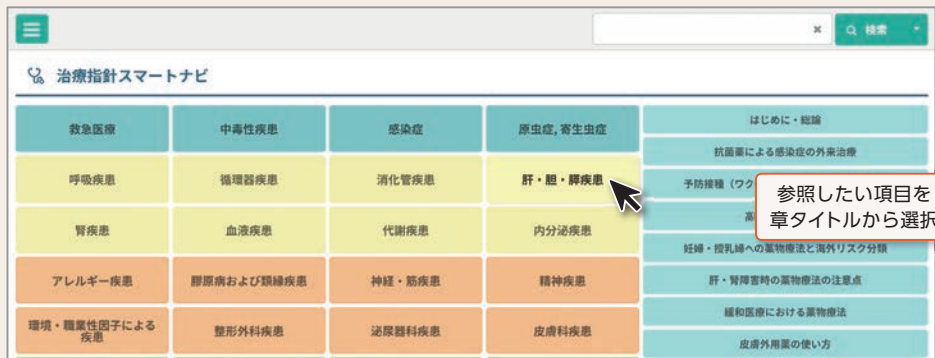 検索
治療指針スマートナビ
救急医療
中毒性疾患
感染症
原虫症, 寄生虫症
呼吸疾患
循環器疾患
消化管疾患
肝・胆・膵疾患
腎疾患
血液疾患
代謝疾患
内分泌疾患
アレルギー疾患
膠原病および類縁疾患
神経・筋疾患
精神疾患
環境・職業性因子による
疾患
整形外科疾患
泌尿器科疾患
皮膚科疾患
はじめに・総論
抗菌薬による感染症の外来治療
予防接種（ワク
高
妊婦・授乳婦への薬物療法と海外リスク分類
肝・腎障害時の薬物療法の注意点
緩和医療における薬物療法
皮膚外用薬の使い方
参照したい項目を
章タイトルから選択